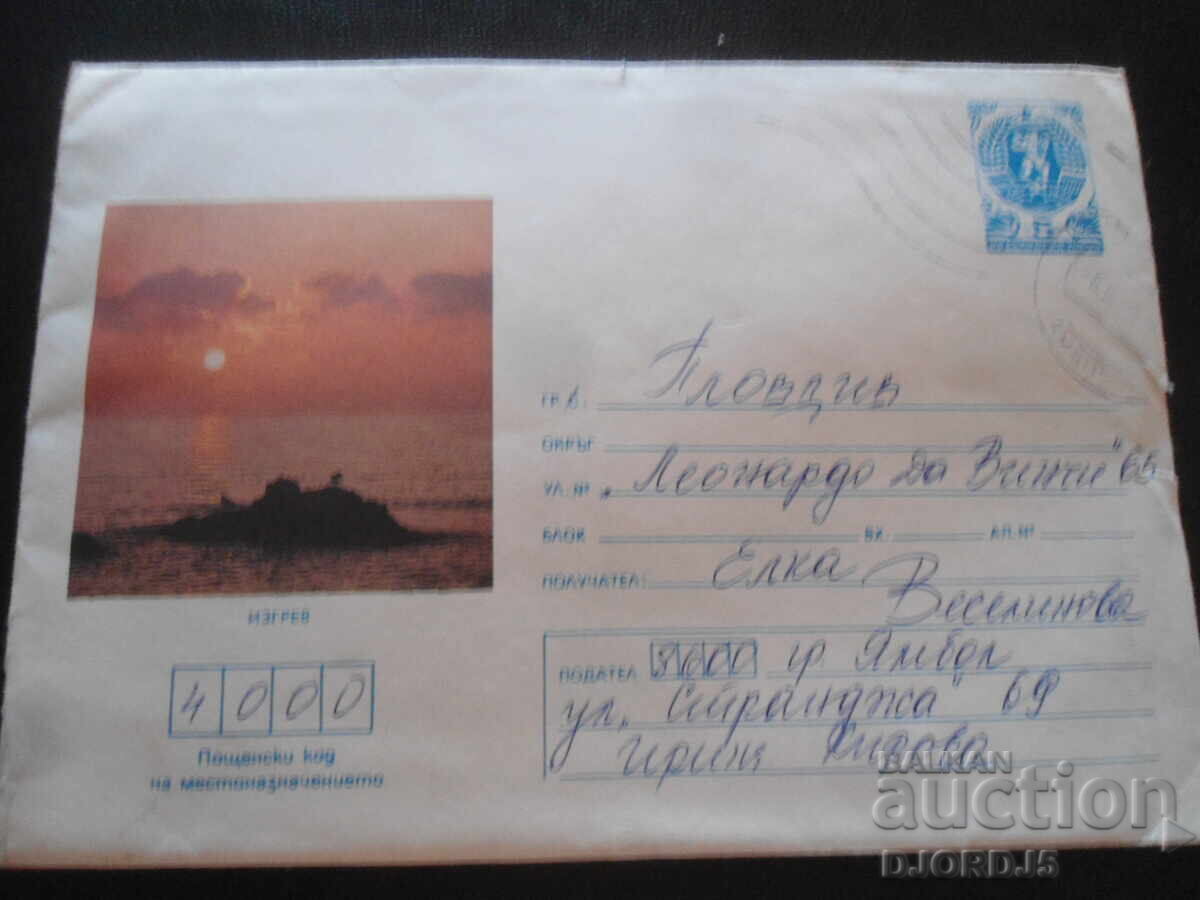 ГР./С. Пловдив
ОКРЪГ
УЛ. № „Леонардо да Винчи" 65
БЛОК ВХ. АП. №
ПОЛУЧАТЕЛ: Елка
Веселинова
ИЗГРЕВ
4000
Пощенски код
на местоназначението
ПОДАТЕЛ 8600 гр Ямбол
ул. „Странджа" 69
BALKAN
auction
DJORDJ5